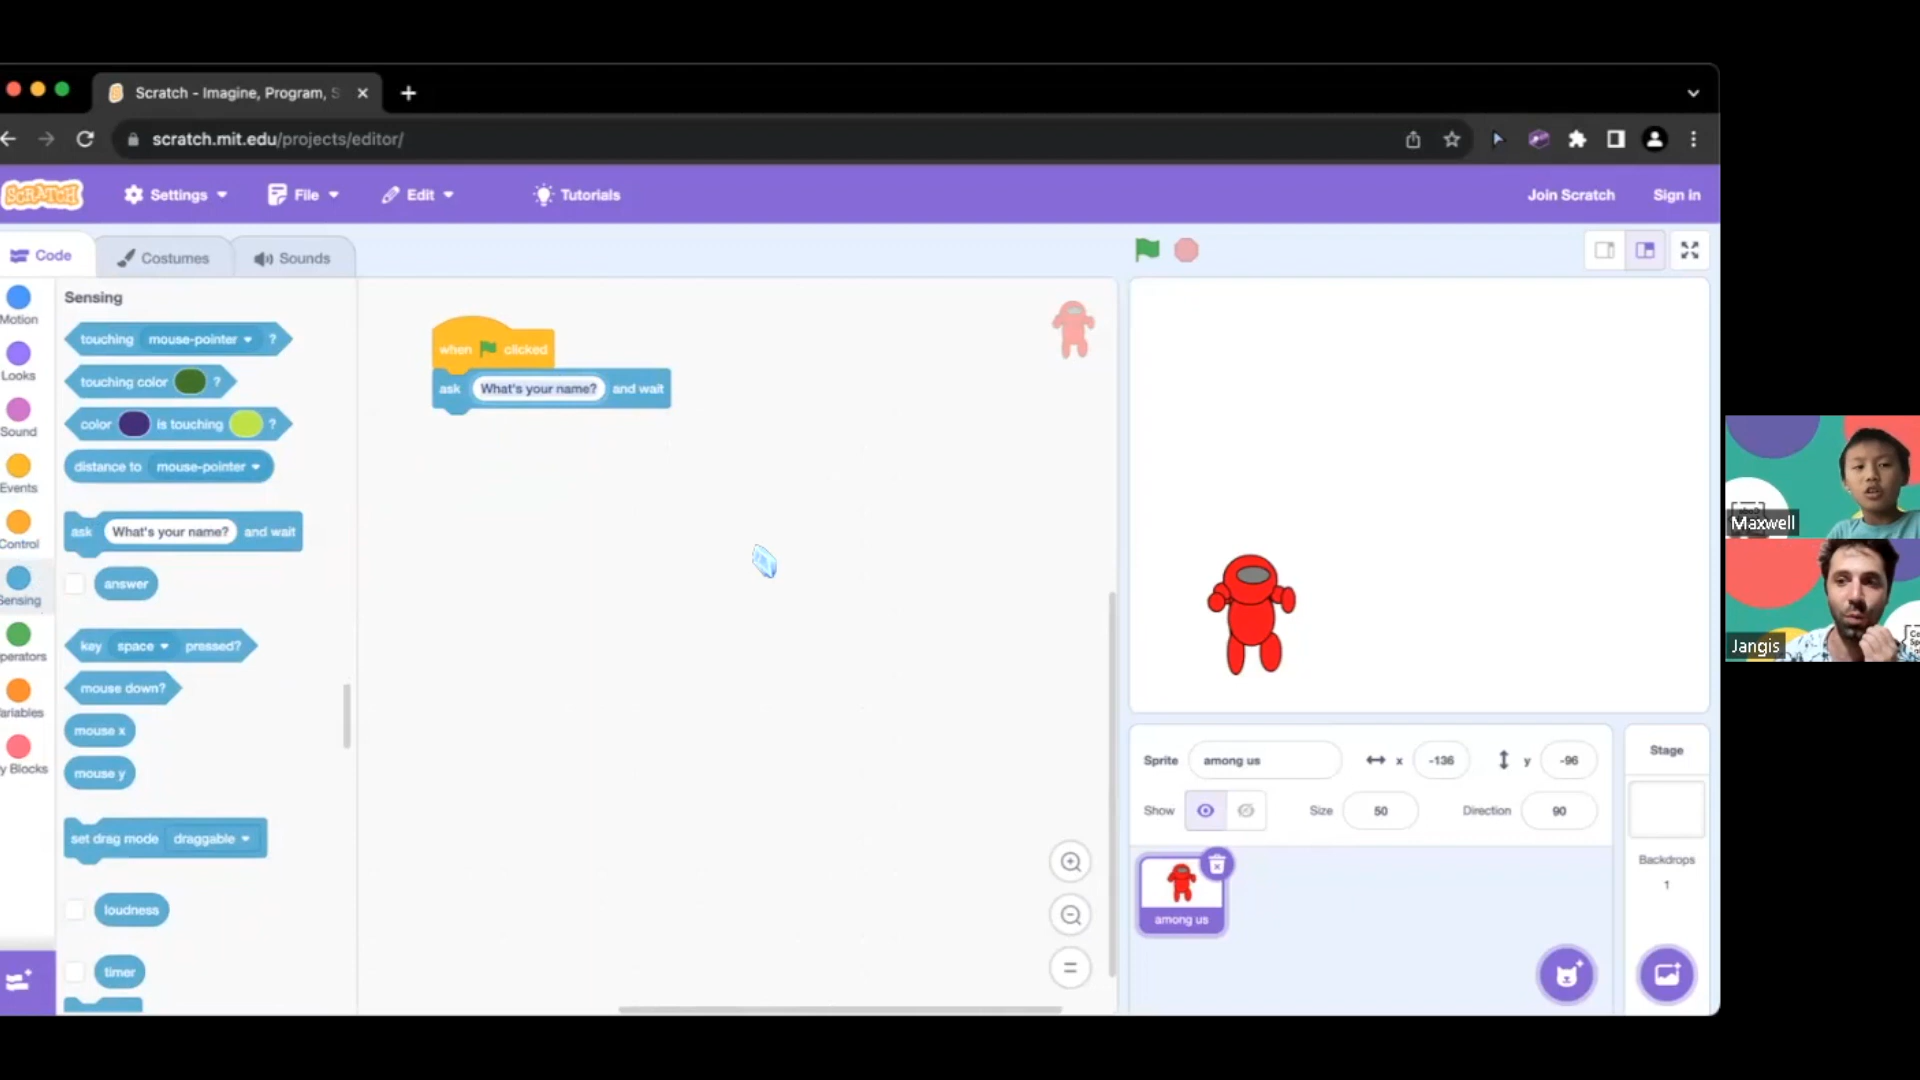 Scratch - Imagine, Program, S
scratch.mit.edu/projects/editor/
SCRATCH
Settings
File
Edit
Tutorials
Join Scratch
Sign in
Code
Costumes
Sounds
Motion
Looks
Sound
Events
Control
Sensing
perators
ariables
y Blocks
Sensing
touching mouse-pointer ?
touching color ?
color is touching ?
distance to mouse-pointer
ask What's your name? and wait
answer
key space pressed?
mouse down?
mouse x
mouse y
set drag mode draggable
loudness
timer
when clicked
ask What's your name? and wait
Sprite among us x -136 y -96
Show Size 50 Direction 90
among us
Stage
Backdrops
1
Maxwell
Jangis